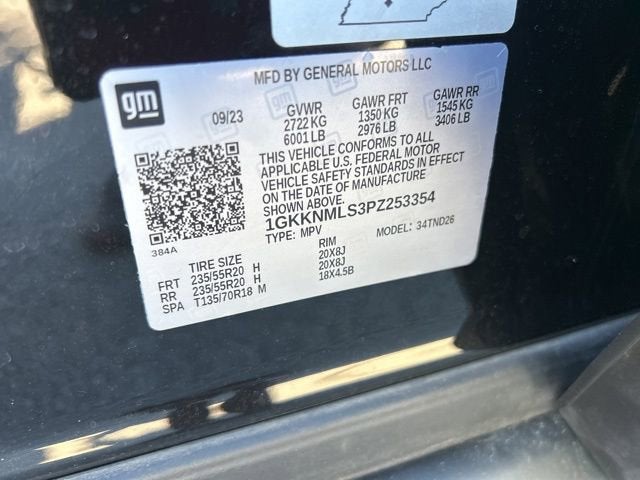 MFD BY GENERAL MOTORS LLC
gm
09/23
GVWR
2722 KG
6001 LB
GAWR FRT
1350 KG
2976 LB
GAWR RR
1545 KG
3406 LB
THIS VEHICLE CONFORMS TO ALL
APPLICABLE U.S. FEDERAL MOTOR
VEHICLE SAFETY STANDARDS IN EFFECT
ON THE DATE OF MANUFACTURE
SHOWN ABOVE.
1GKKNMLS3PZ253354
TYPE: MPV
MODEL: 34TND26
384A
TIRE SIZE RIM
FRT 235/55R20 H 20X8J
RR 235/55R20 H 20X8J
SPA T135/70R18 M 18X4.5B